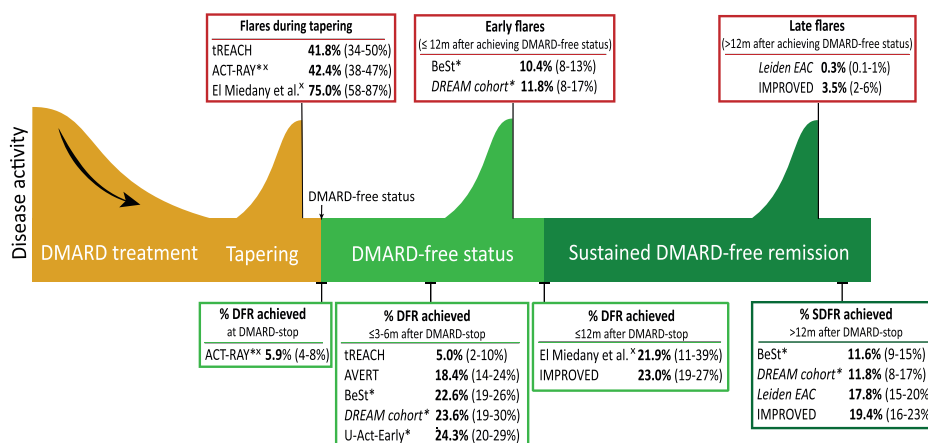 Flares during tapering
tREACH 41.8% (34-50%)
ACT-RAY*ˣ 42.4% (38-47%)
El Miedany et al.ˣ 75.0% (58-87%)
Early flares
(≤ 12m after achieving DMARD-free status)
BeSt* 10.4% (8-13%)
DREAM cohort* 11.8% (8-17%)
Late flares
(>12m after achieving DMARD-free status)
Leiden EAC 0.3% (0.1-1%)
IMPROVED 3.5% (2-6%)
Disease activity
DMARD-free status
DMARD treatment
Tapering
DMARD-free status
Sustained DMARD-free remission
% DFR achieved
at DMARD-stop
ACT-RAY*ˣ 5.9% (4-8%)
% DFR achieved
≤3-6m after DMARD-stop
tREACH 5.0% (2-10%)
AVERT 18.4% (14-24%)
BeSt* 22.6% (19-26%)
DREAM cohort* 23.6% (19-30%)
U-Act-Early* 24.3% (20-29%)
% DFR achieved
≤12m after DMARD-stop
El Miedany et al.ˣ 21.9% (11-39%)
IMPROVED 23.0% (19-27%)
% SDFR achieved
>12m after DMARD-stop
BeSt* 11.6% (9-15%)
DREAM cohort* 11.8% (8-17%)
Leiden EAC 17.8% (15-20%)
IMPROVED 19.4% (16-23%)